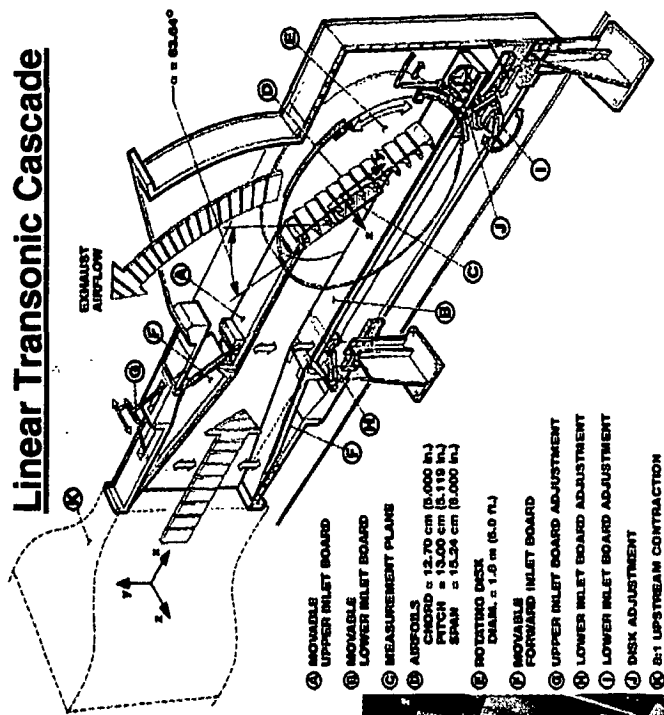 Linear Transonic Cascade
α = 63.64°
EXHAUST
AIRFLOW
K
G
F
A
D
E
I
J
C
B
H
F
y
x
z
x
z
A MOVABLE
UPPER INLET BOARD
B MOVABLE
LOWER INLET BOARD
C MEASUREMENT PLANE
D AIRFOILS
CHORD = 12.70 cm (5.000 in.)
PITCH = 13.00 cm (5.119 in.)
SPAN = 15.24 cm (6.000 in.)
E ROTATING DISK
DIAM. = 1.8 m (6.0 ft.)
F MOVABLE
FORWARD INLET BOARD
G UPPER INLET BOARD ADJUSTMENT
H LOWER INLET BOARD ADJUSTMENT
I LOWER INLET BOARD ADJUSTMENT
J DISK ADJUSTMENT
K 8:1 UPSTREAM CONTRACTION